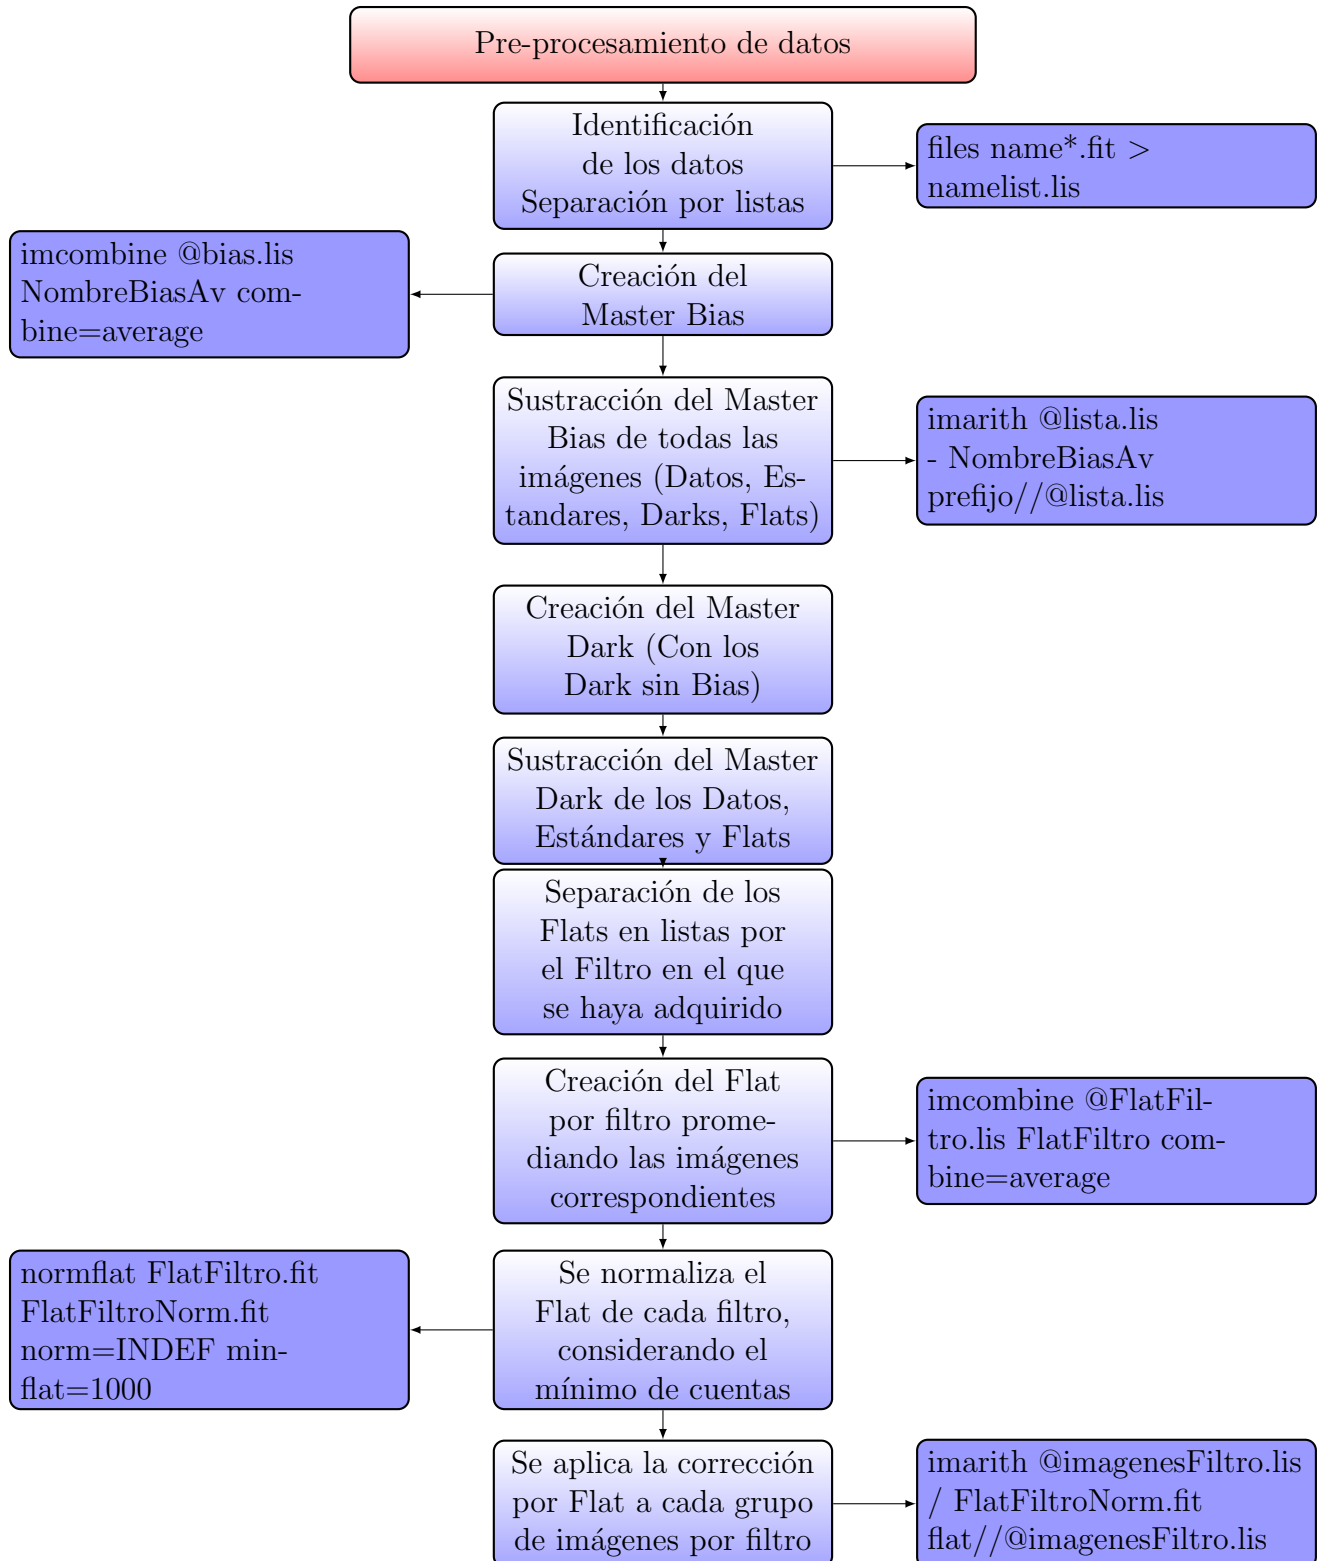 Pre-procesamiento de datos
Identificación
de los datos
Separación por listas
files name*.fit >
namelist.lis
imcombine @bias.lis
NombreBiasAv com-
bine=average
Creación del
Master Bias
Sustracción del Master
Bias de todas las
imágenes (Datos, Es-
tandares, Darks, Flats)
imarith @lista.lis
- NombreBiasAv
prefijo//@lista.lis
Creación del Master
Dark (Con los
Dark sin Bias)
Sustracción del Master
Dark de los Datos,
Estándares y Flats
Separación de los
Flats en listas por
el Filtro en el que
se haya adquirido
Creación del Flat
por filtro prome-
diando las imágenes
correspondientes
imcombine @FlatFil-
tro.lis FlatFiltro com-
bine=average
normflat FlatFiltro.fit
FlatFiltroNorm.fit
norm=INDEF min-
flat=1000
Se normaliza el
Flat de cada filtro,
considerando el
mínimo de cuentas
Se aplica la corrección
por Flat a cada grupo
de imágenes por filtro
imarith @imagenesFiltro.lis
/ FlatFiltroNorm.fit
flat//@imagenesFiltro.lis